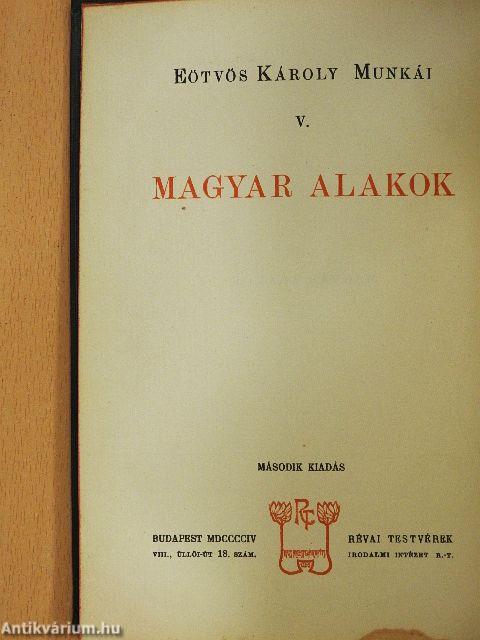 EÖTVÖS KÁROLY MUNKÁI
V.
MAGYAR ALAKOK
MÁSODIK KIADÁS
BUDAPEST MDCCCCIV
VIII., ÜLLŐI-ÚT 18. SZÁM.
RÉVAI TESTVÉREK
IRODALMI INTÉZET R.-T.
Antikvárium.hu